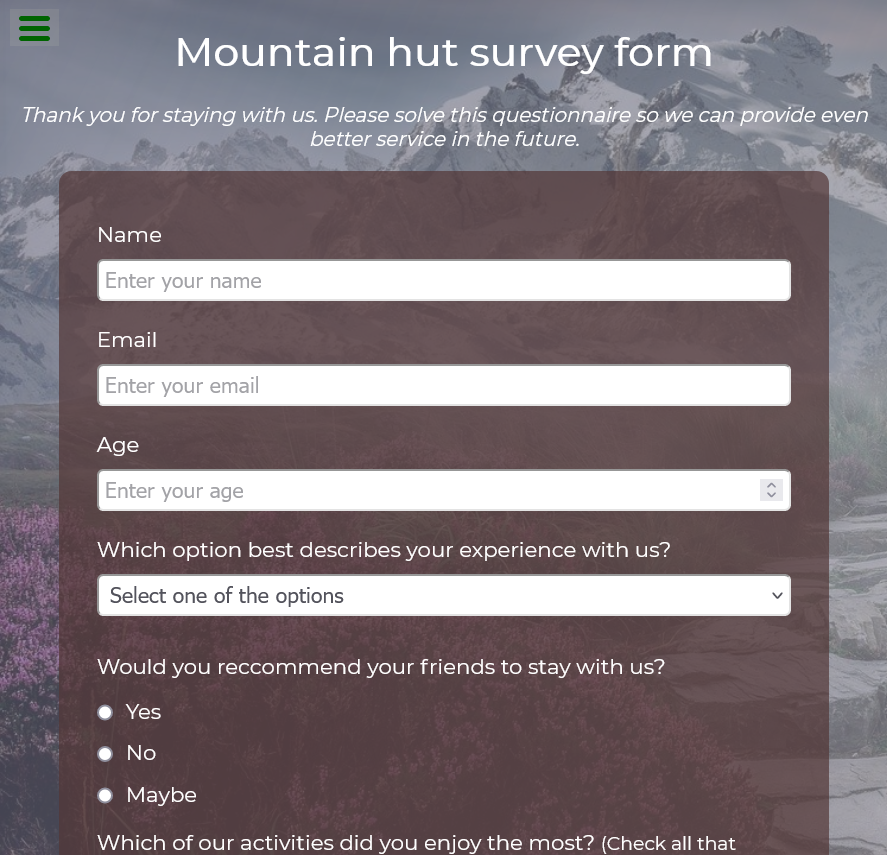 Mountain hut survey form
Thank you for staying with us. Please solve this questionnaire so we can provide even
better service in the future.
Name
Enter your name
Email
Enter your email
Age
Enter your age
Which option best describes your experience with us?
Select one of the options
Would you reccommend your friends to stay with us?
Yes
No
Maybe
Which of our activities did you enjoy the most? (Check all that